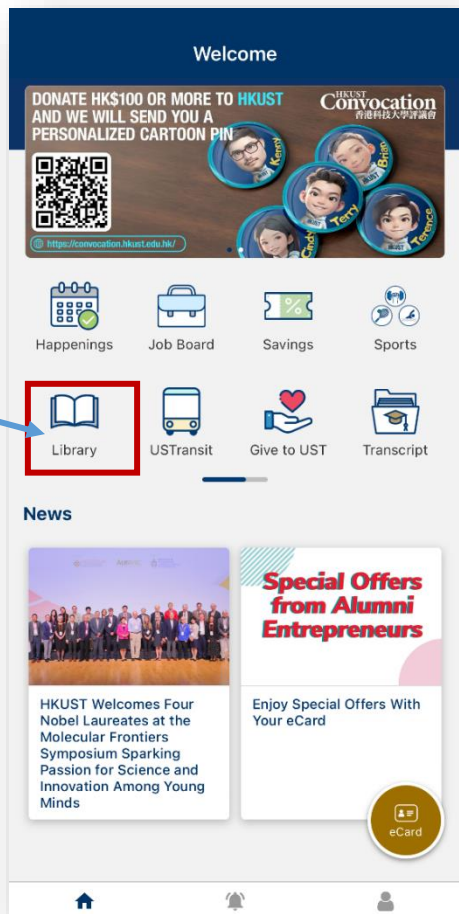 Welcome
DONATE HK$100 OR MORE TO HKUST
AND WE WILL SEND YOU A
PERSONALIZED CARTOON PIN
HKUST
Convocation
香港科技大學評議會
Kenny
Brian
Terry
Cindy
Terence
https://convocation.hkust.edu.hk/
Happenings
Job Board
Savings
Sports
Library
USTransit
Give to UST
Transcript
News
Special Offers
from Alumni
Entrepreneurs
HKUST Welcomes Four
Nobel Laureates at the
Molecular Frontiers
Symposium Sparking
Passion for Science and
Innovation Among Young
Minds
Enjoy Special Offers With
Your eCard
eCard